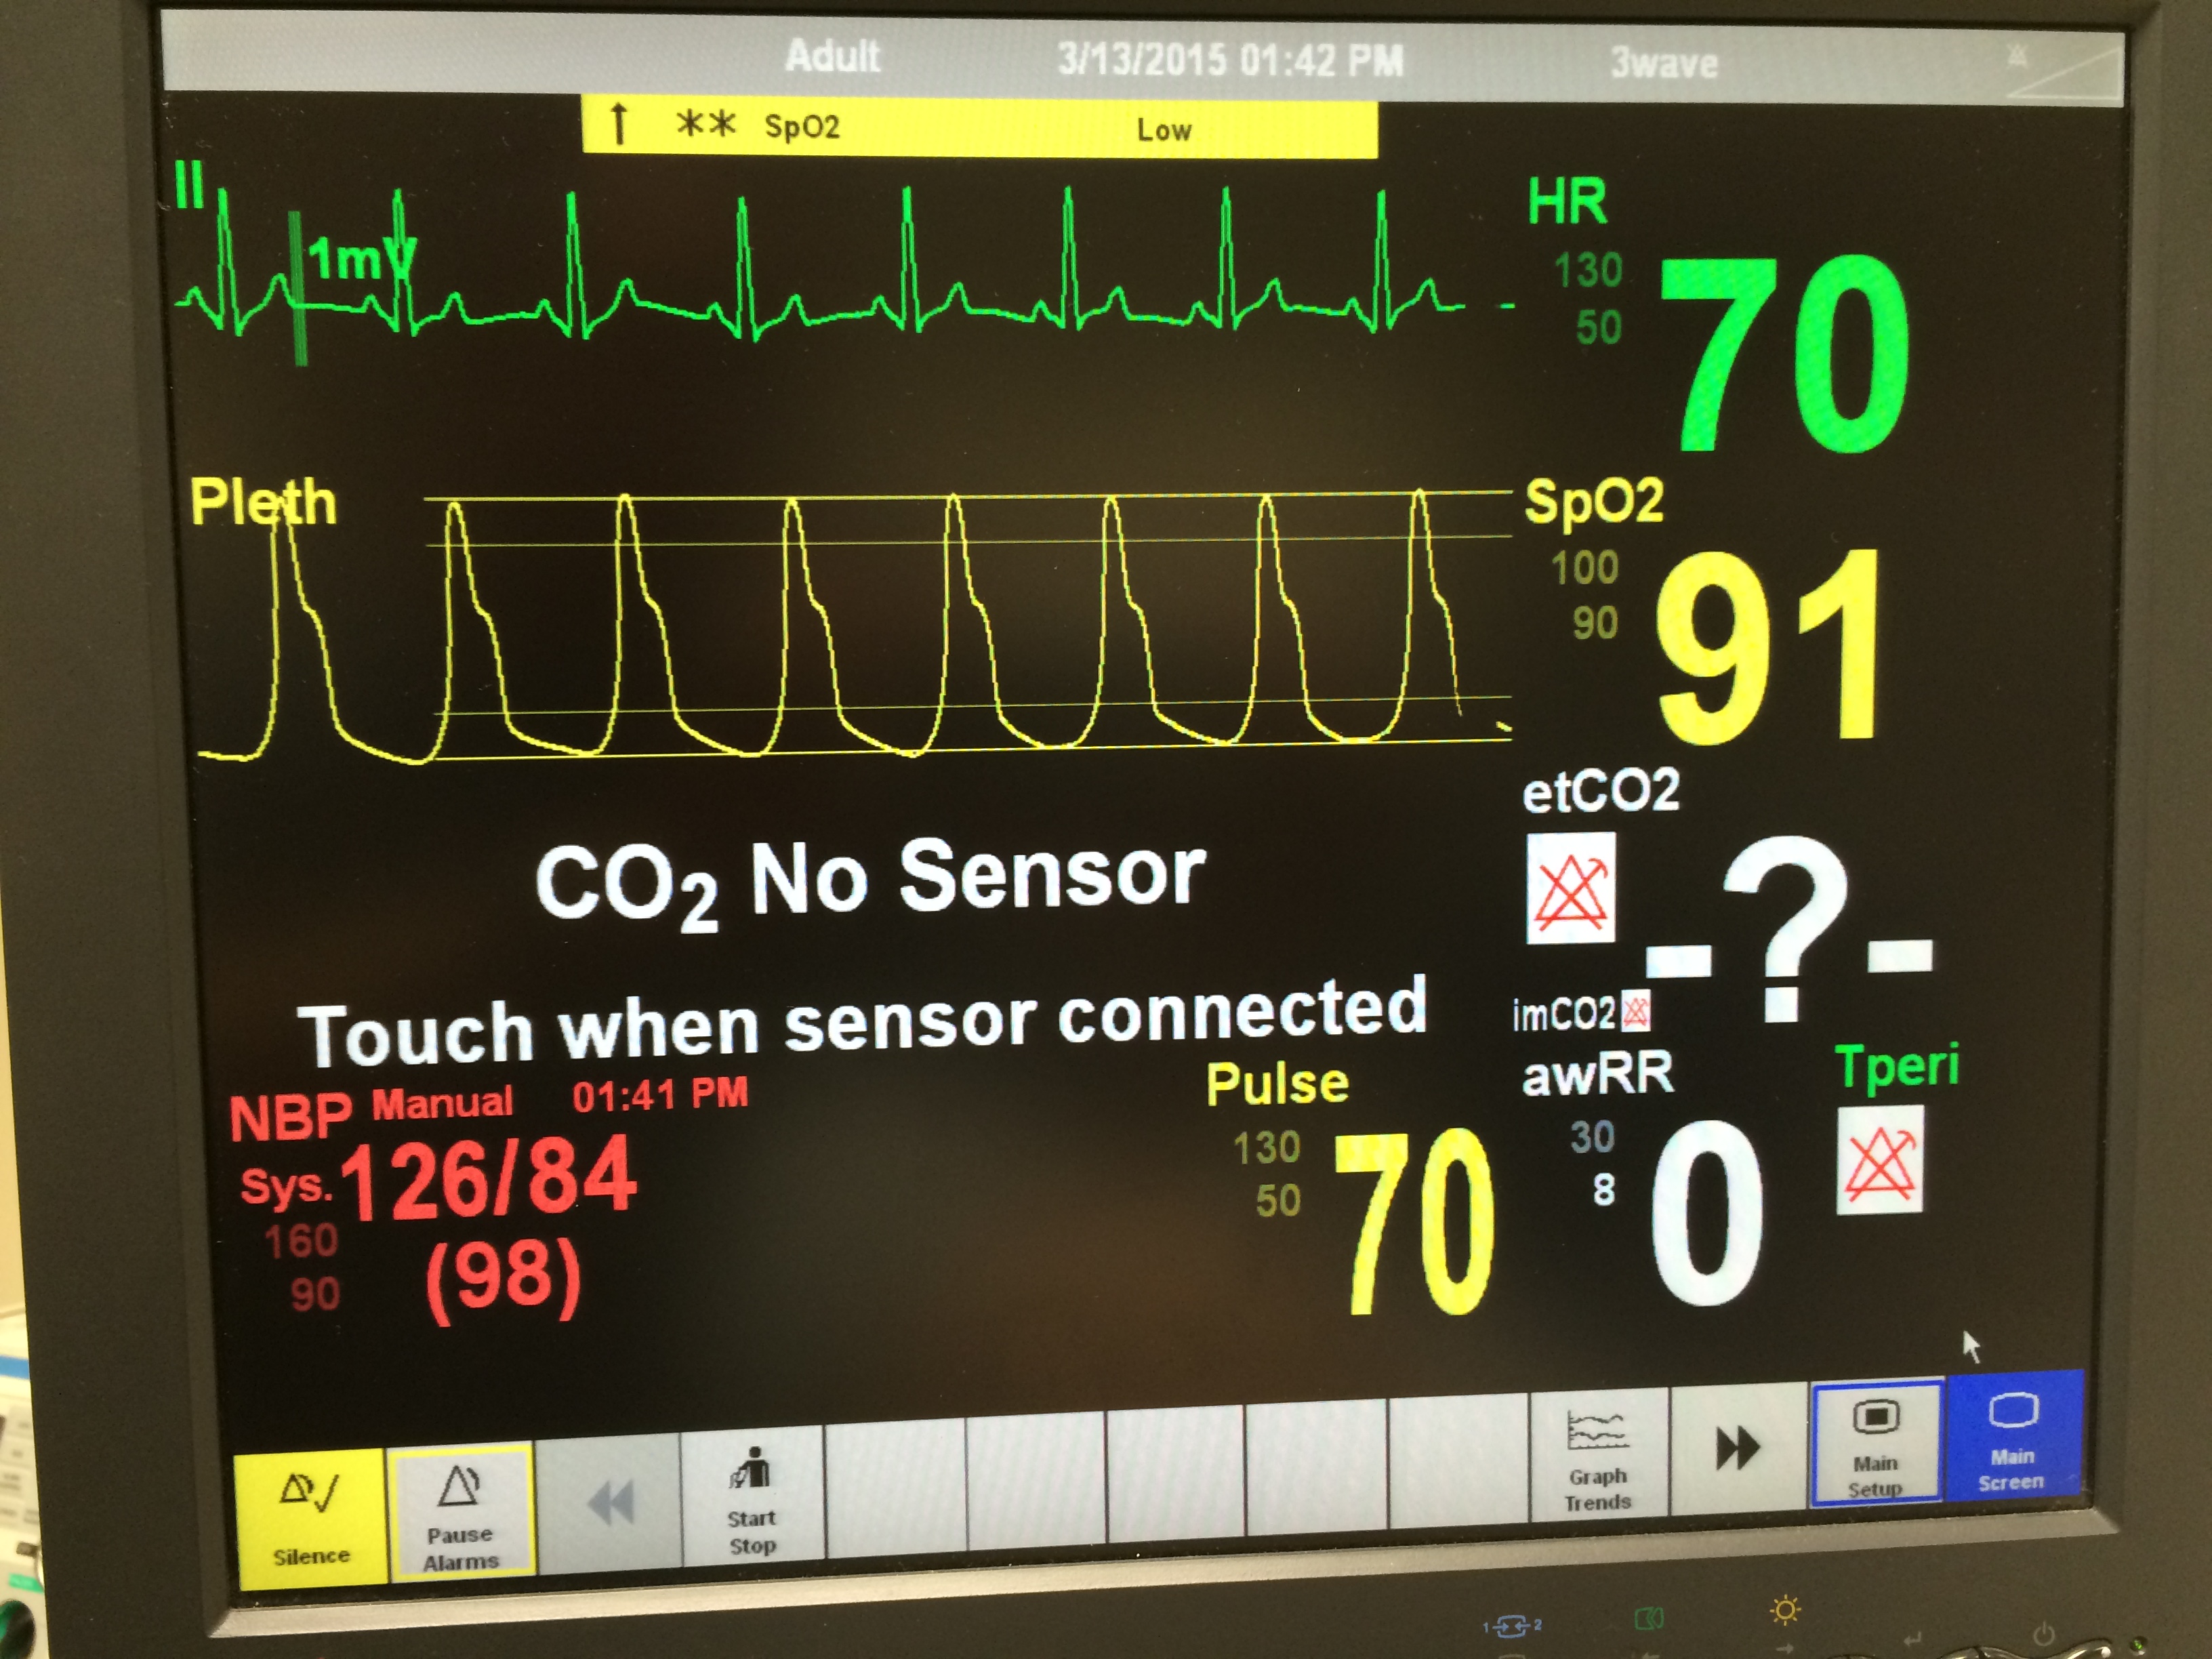 Adult 3/13/2015 01:42 PM 3wave
** SpO2 Low
II
1mV
HR
130
50
70
Pleth
SpO2
100
90
91
etCO2
-?-
CO2 No Sensor
Touch when sensor connected
imCO2
NBP Manual 01:41 PM
Sys. 126/84
160
90
(98)
Pulse
130
50
70
awRR
30
8
0
Tperi
Silence
Pause
Alarms
Start
Stop
Graph
Trends
Main
Setup
Main
Screen
1 2